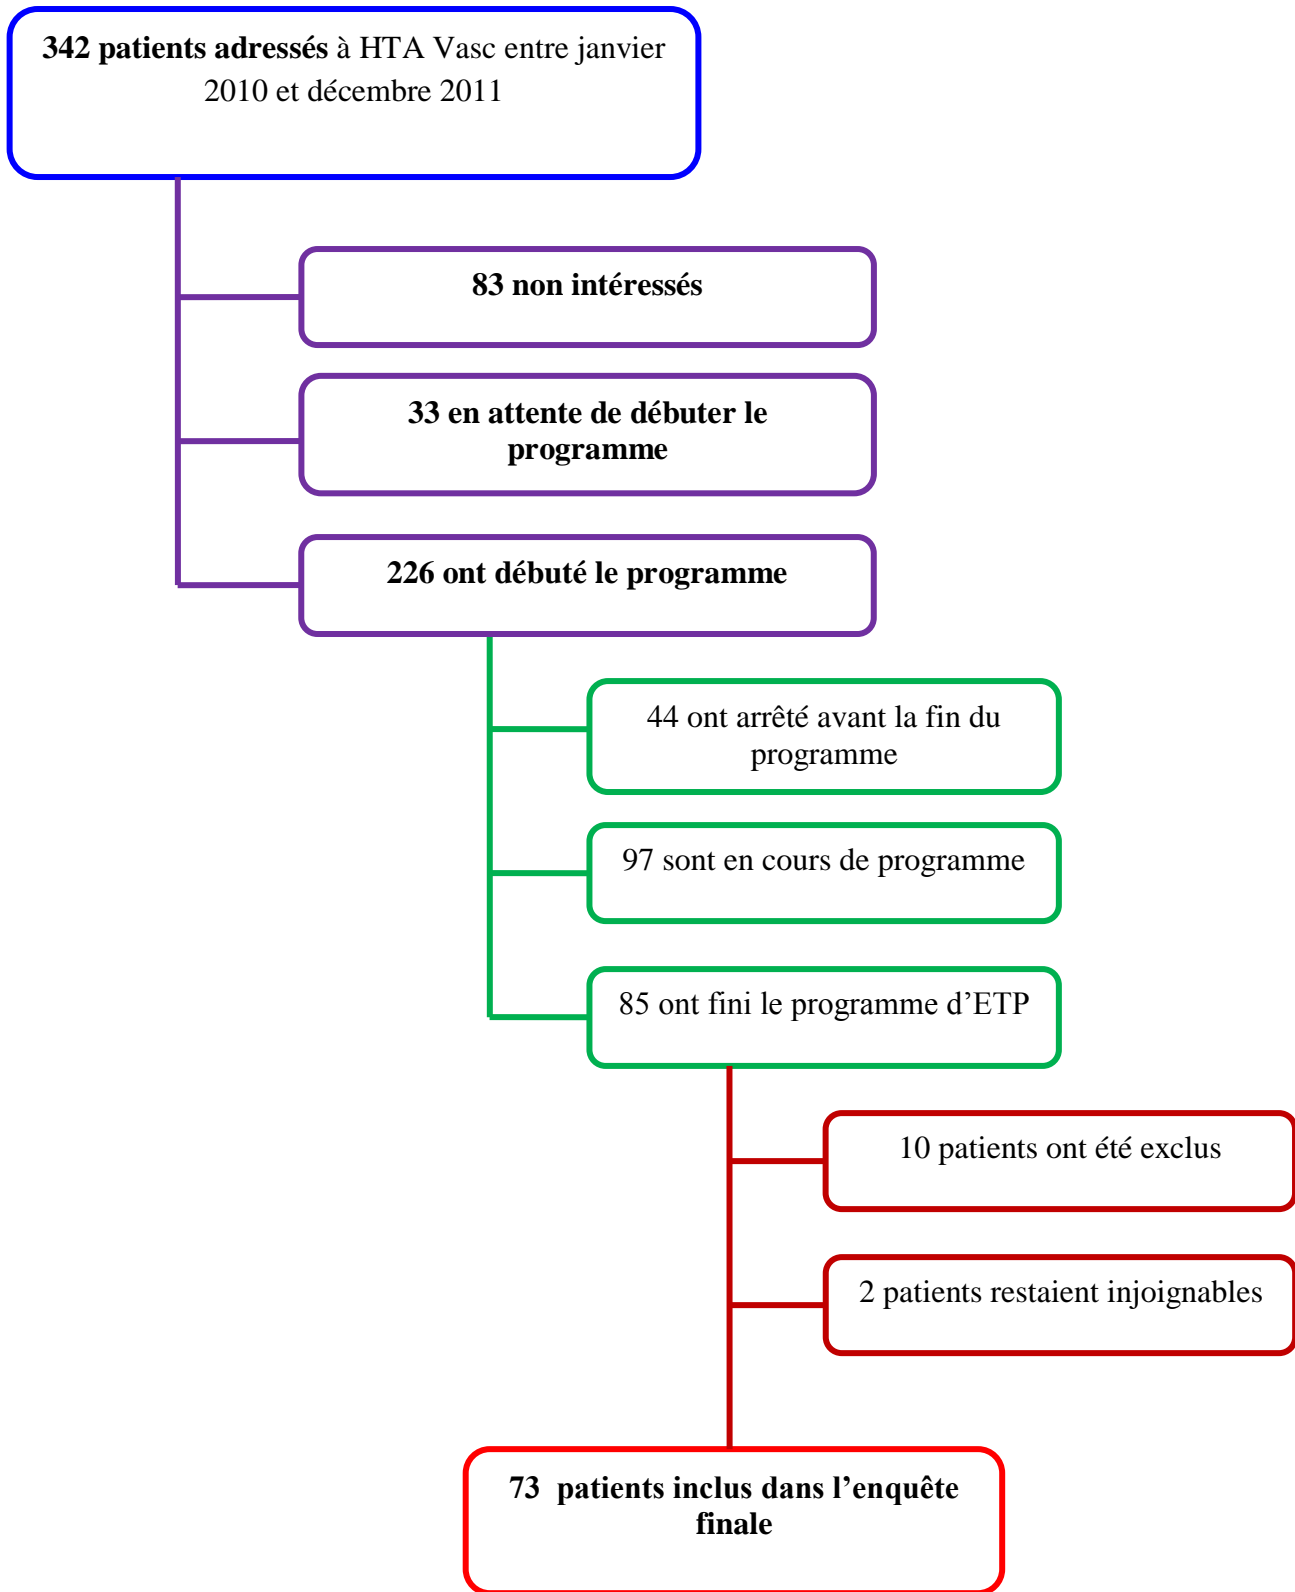 342 patients adressés à HTA Vasc entre janvier
2010 et décembre 2011
83 non intéressés
33 en attente de débuter le
programme
226 ont débuté le programme
44 ont arrêté avant la fin du
programme
97 sont en cours de programme
85 ont fini le programme d’ETP
10 patients ont été exclus
2 patients restaient injoignables
73 patients inclus dans l’enquête
finale